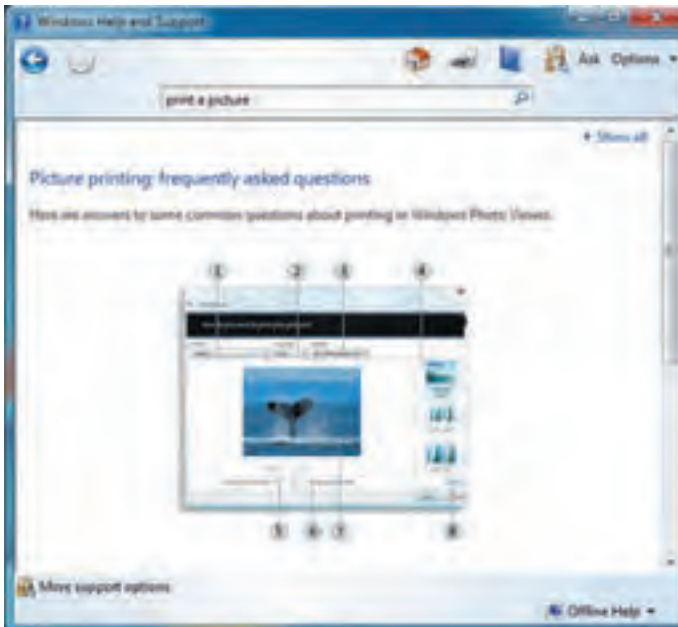 Windows Help and Support
Ask Options
print a picture
Show all
Picture printing: frequently asked questions
Here are answers to some common questions about printing in Windows Photo Viewer.
1 2 3 4
5 6 7 8
More support options
Offline Help